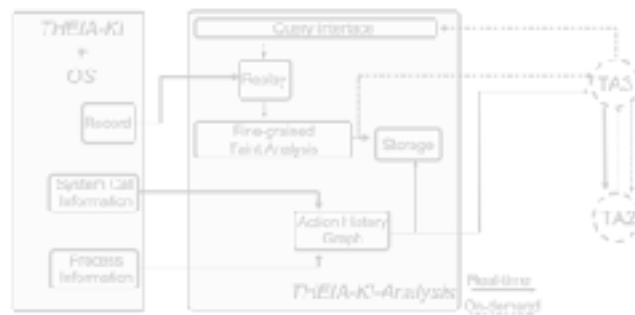 THEIA-KI
+
OS
Query Interface
Replay
TA3
Record
Fine-grained
Taint Analysis
Storage
System Call
Information
TA2
Action History
Graph
Process
Information
THEIA-KI-Analysis
Real-time
On-demand